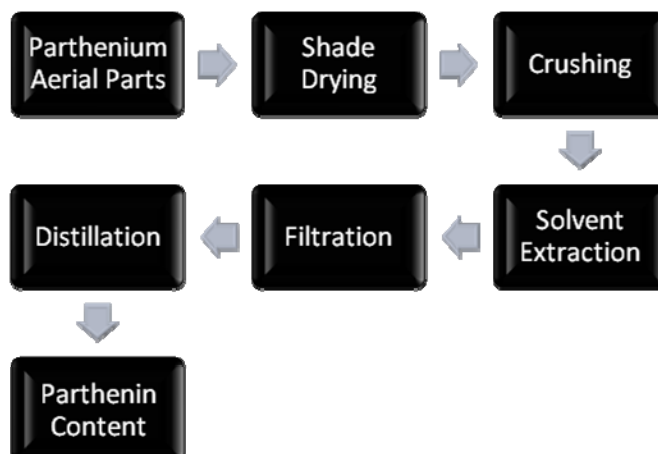 Parthenium
Aerial Parts
Shade
Drying
Crushing
Solvent
Extraction
Filtration
Distillation
Parthenin
Content